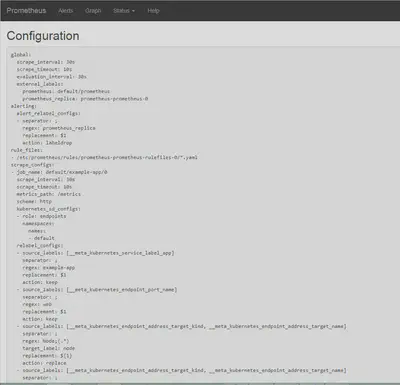 Prometheus Alerts Graph Status Help
Configuration
global:
scrape_interval: 30s
scrape_timeout: 10s
evaluation_interval: 30s
external_labels:
prometheus: default/prometheus
prometheus_replica: prometheus-prometheus-0
alerting:
alert_relabel_configs:
- separator: ;
regex: prometheus_replica
replacement: $1
action: labeldrop
rule_files:
- /etc/prometheus/rules/prometheus-prometheus-rulefiles-0/*.yaml
scrape_configs:
- job_name: default/example-app/0
scrape_interval: 30s
scrape_timeout: 10s
metrics_path: /metrics
scheme: http
kubernetes_sd_configs:
- role: endpoints
namespaces:
names:
- default
relabel_configs:
- source_labels: [__meta_kubernetes_service_label_app]
separator: ;
regex: example-app
replacement: $1
action: keep
- source_labels: [__meta_kubernetes_endpoint_port_name]
separator: ;
regex: web
replacement: $1
action: keep
- source_labels: [__meta_kubernetes_endpoint_address_target_kind, __meta_kubernetes_endpoint_address_target_name]
separator: ;
regex: Node;(.*)
target_label: node
replacement: ${1}
action: replace
- source_labels: [__meta_kubernetes_endpoint_address_target_kind, __meta_kubernetes_endpoint_address_target_name]
separator: ;